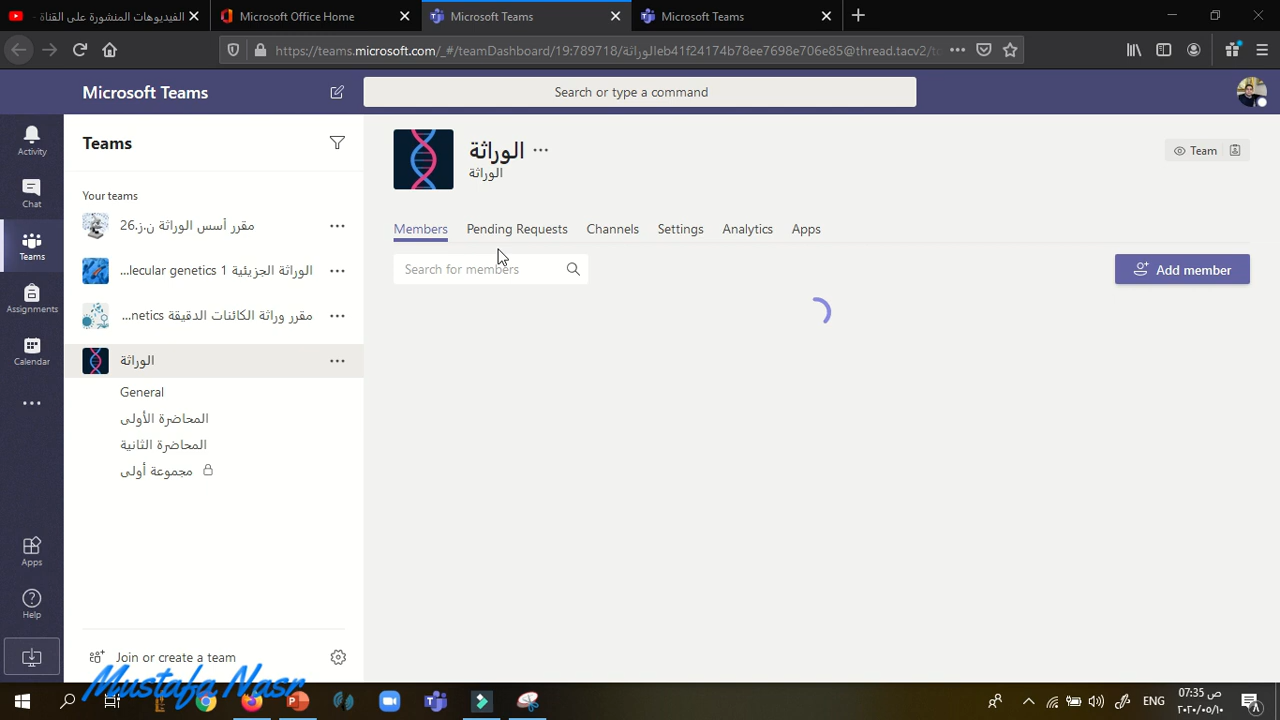 الفيديوهات المنشورة على القناة -
Microsoft Office Home
Microsoft Teams
Microsoft Teams
https://teams.microsoft.com/_#/teamDashboard/19:789718/الوراثةeb41f24174b78ee7698e706e85@thread.tacv2/t
Microsoft Teams
Search or type a command
Activity
Chat
Teams
Assignments
Calendar
Apps
Help
Teams
Your teams
مقرر أسس الوراثة ن.ز.26
الوراثة الجزيئية 1 lecular genetics...
مقرر وراثة الكائنات الدقيقة netics...
الوراثة
General
المحاضرة الأولى
المحاضرة الثانية
مجموعة أولى
Join or create a team
الوراثة
الوراثة
Team
Members
Pending Requests
Channels
Settings
Analytics
Apps
Search for members
Add member
Mustafa Nasr
ENG
07:35 ص
٢٠٢٠/١٠/٠١